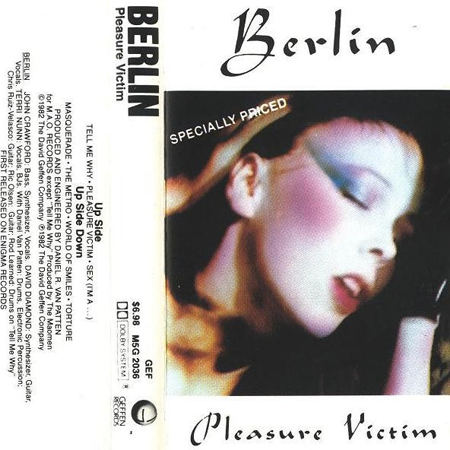 Berlin
SPECIALLY PRICED
Pleasure Victim
BERLIN
Pleasure Victim
Up Side
TELL ME WHY • PLEASURE VICTIM • SEX (I'M A . . .)
Up Side Down
MASQUERADE • THE METRO • WORLD OF SMILES • TORTURE
PRODUCED AND ENGINEERED BY DANIEL R. VAN PATTEN
for M.A.O. RECORDS except "Tell Me Why" Produced by The Maomen
©1982 The David Geffen Company ℗1982 The David Geffen Company
BERLIN JOHN CRAWFORD: Bass, Synthesizer, Vocals. DAVID DIAMOND: Synthesizer, Guitar,
Vocals. TERRI NUNN: Vocals, BJs. With Daniel Van Patten: Drums, Electronic Percussion;
Chris Ruiz-Velasco: Guitar; Ric Olsen: Guitar; Rod Learned: Drums on "Tell Me Why"
FIRST RELEASED ON ENIGMA RECORDS
$6.98 M5G 2036 GEF
DOLBY SYSTEM
GEFFEN
RECORDS